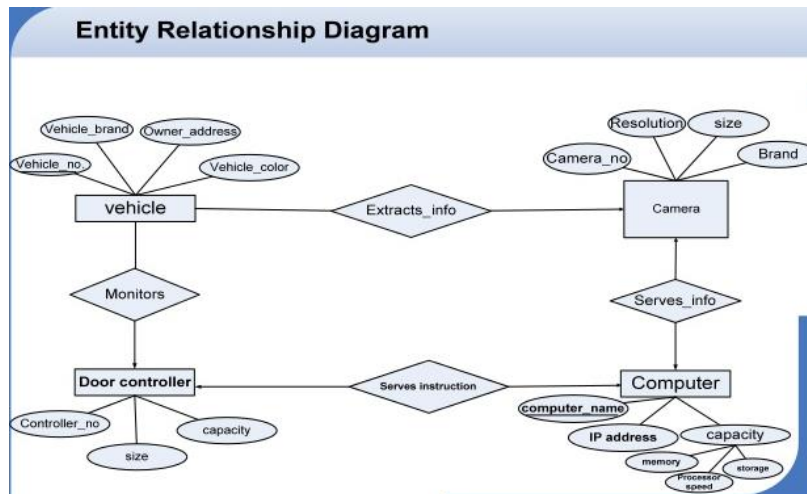 Entity Relationship Diagram
Vehicle_brand
Owner_address
Vehicle_no.
Vehicle_color
vehicle
Resolution
size
Camera_no
Brand
Camera
Extracts_info
Monitors
Serves_info
Door controller
Serves instruction
Computer
Controller_no
capacity
size
computer_name
IP address
capacity
memory
Processor
speed
storage